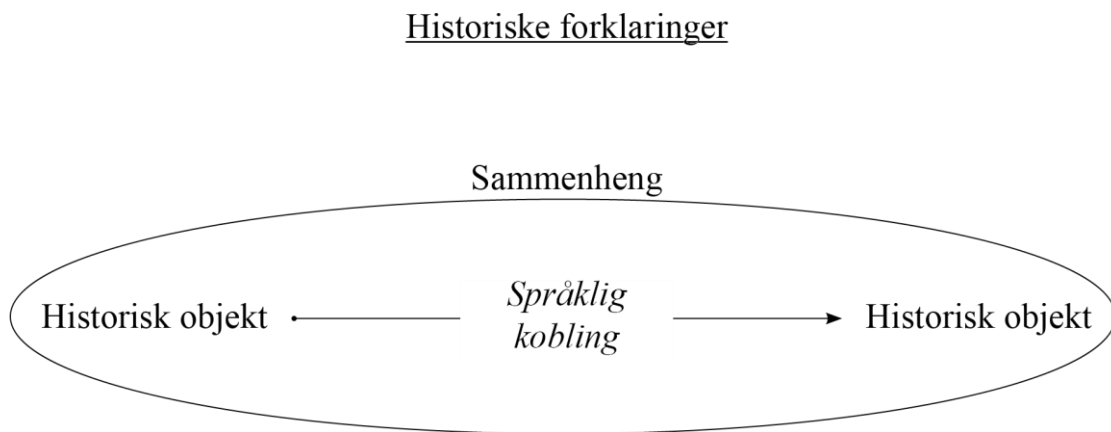 Historiske forklaringer
Sammenheng
Historisk objekt
Språklig
kobling
Historisk objekt